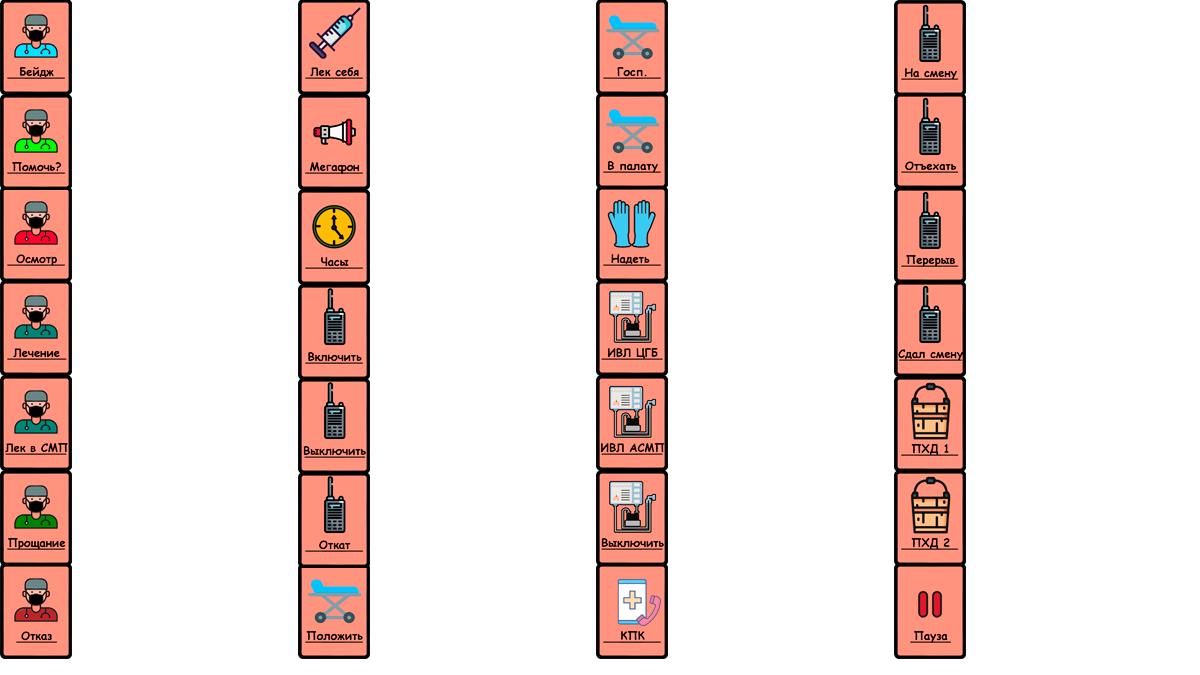 Бейдж
Помочь?
Осмотр
Лечение
Лек в СМП
Прощание
Отказ
Лек себя
Мегафон
Часы
Включить
Выключить
Откат
Положить
Госп.
В палату
Надеть
ИВЛ ЦГБ
ИВЛ АСМП
Выключить
КПК
На смену
Отъехать
Перерыв
Сдал смену
ПХД 1
ПХД 2
Пауза